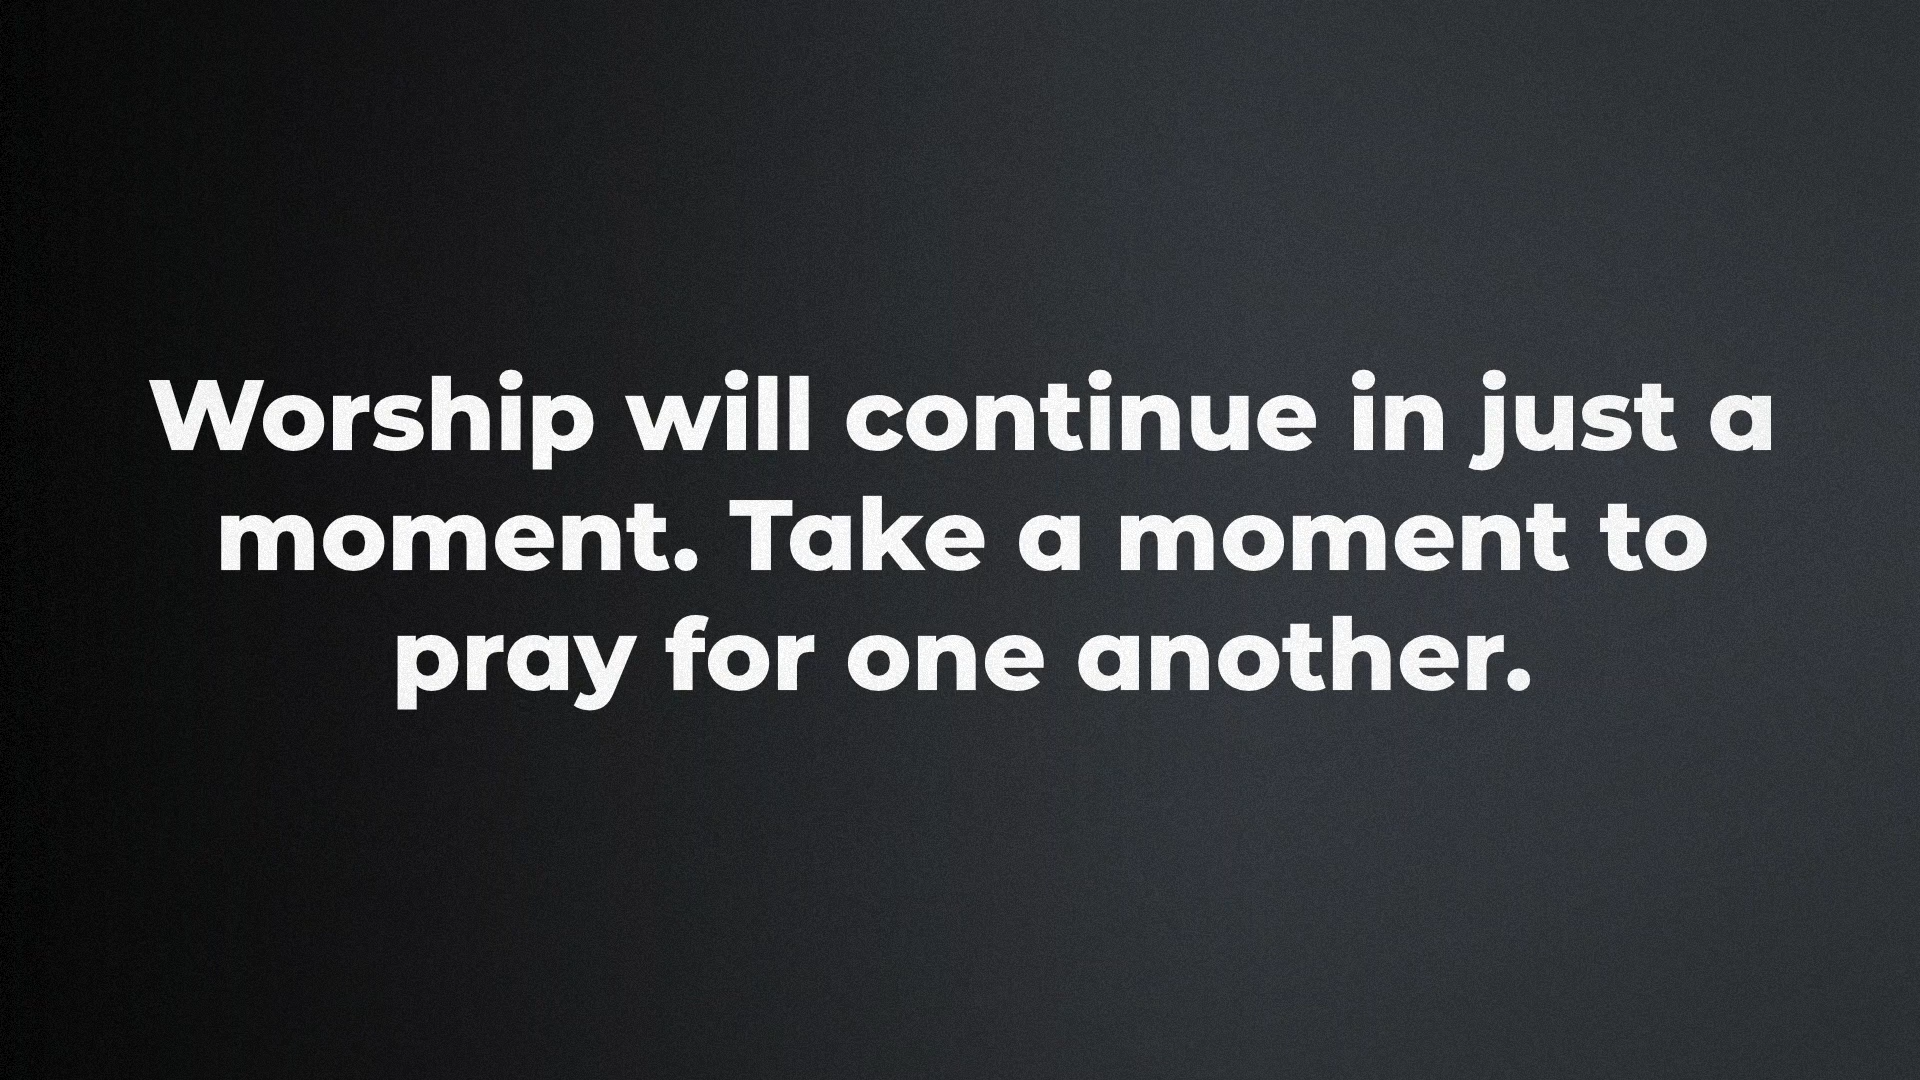 Worship will continue in just a
moment. Take a moment to
pray for one another.